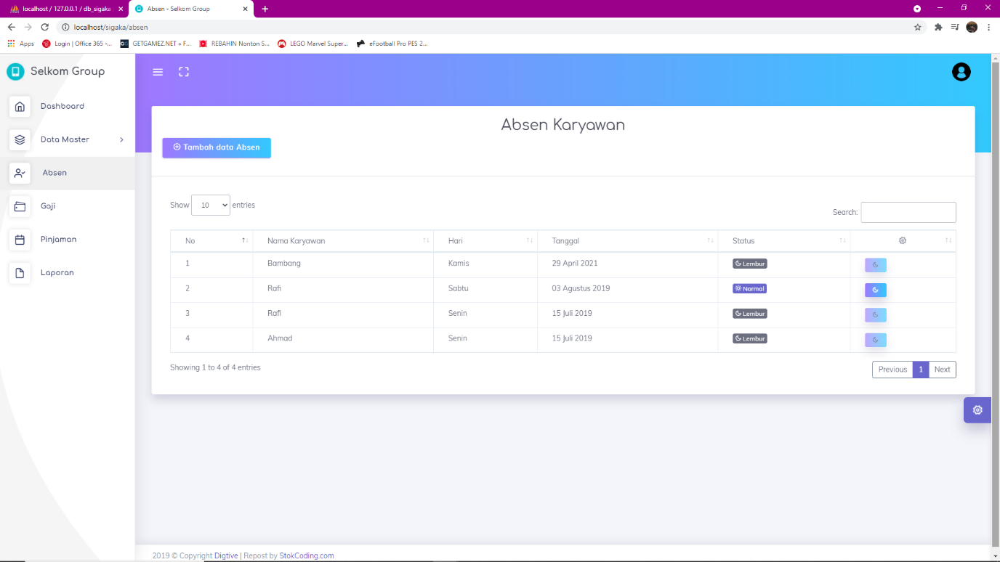 localhost / 127.0.0.1 / db_sigaka
Absen - Selkom Group
localhost/sigaka/absen
Apps
Login | Office 365 -...
GETGAMEZ.NET » F...
REBAHIN Nonton S...
LEGO Marvel Super...
eFootball Pro PES 2...
Selkom Group
Dashboard
Data Master
Absen
Gaji
Pinjaman
Laporan
Absen Karyawan
Tambah data Absen
Show 10 entries
Search:
No Nama Karyawan Hari Tanggal Status
1 Bambang Kamis 29 April 2021 Lembur
2 Rafi Sabtu 03 Agustus 2019 Normal
3 Rafi Senin 15 Juli 2019 Lembur
4 Ahmad Senin 15 Juli 2019 Lembur
Showing 1 to 4 of 4 entries
Previous 1 Next
2019 © Copyright Digtive | Repost by StokCoding.com